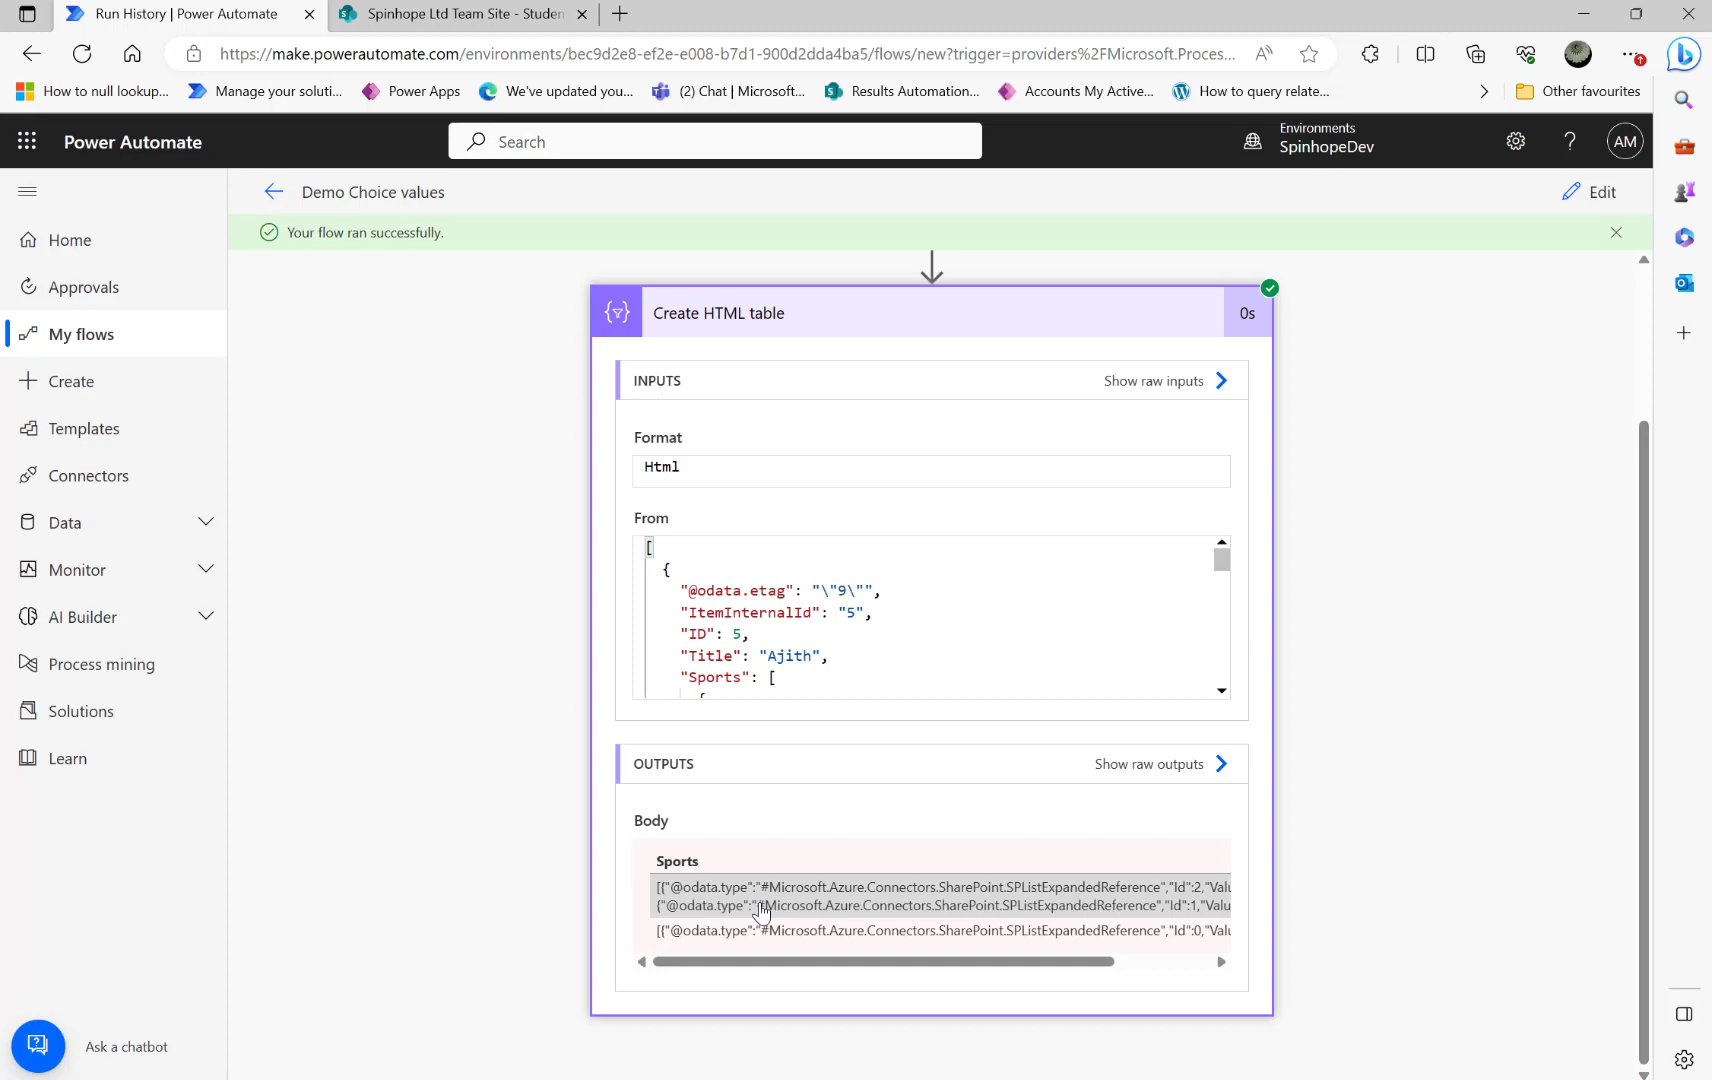 Run History | Power Automate
Spinhope Ltd Team Site - Studen
https://make.powerautomate.com/environments/bec9d2e8-ef2e-e008-b7d1-900d2dda4ba5/flows/new?trigger=providers%2FMicrosoft.Proces...
How to null lookup...
Manage your soluti...
Power Apps
We've updated you...
(2) Chat | Microsoft...
Results Automation...
Accounts My Active...
How to query relate...
Other favourites
Power Automate
Search
Environments
SpinhopeDev
AM
Demo Choice values
Edit
Your flow ran successfully.
Home
Approvals
My flows
Create
Templates
Connectors
Data
Monitor
AI Builder
Process mining
Solutions
Learn
Ask a chatbot
Create HTML table
0s
INPUTS
Show raw inputs
Format
Html
From
[
{
"@odata.etag": "\"9\"",
"ItemInternalId": "5",
"ID": 5,
"Title": "Ajith",
"Sports": [
{
OUTPUTS
Show raw outputs
Body
Sports
[{"@odata.type":"#Microsoft.Azure.Connectors.SharePoint.SPListExpandedReference","Id":2,"Valu
{"@odata.type":"#Microsoft.Azure.Connectors.SharePoint.SPListExpandedReference","Id":1,"Valu
[{"@odata.type":"#Microsoft.Azure.Connectors.SharePoint.SPListExpandedReference","Id":0,"Valu